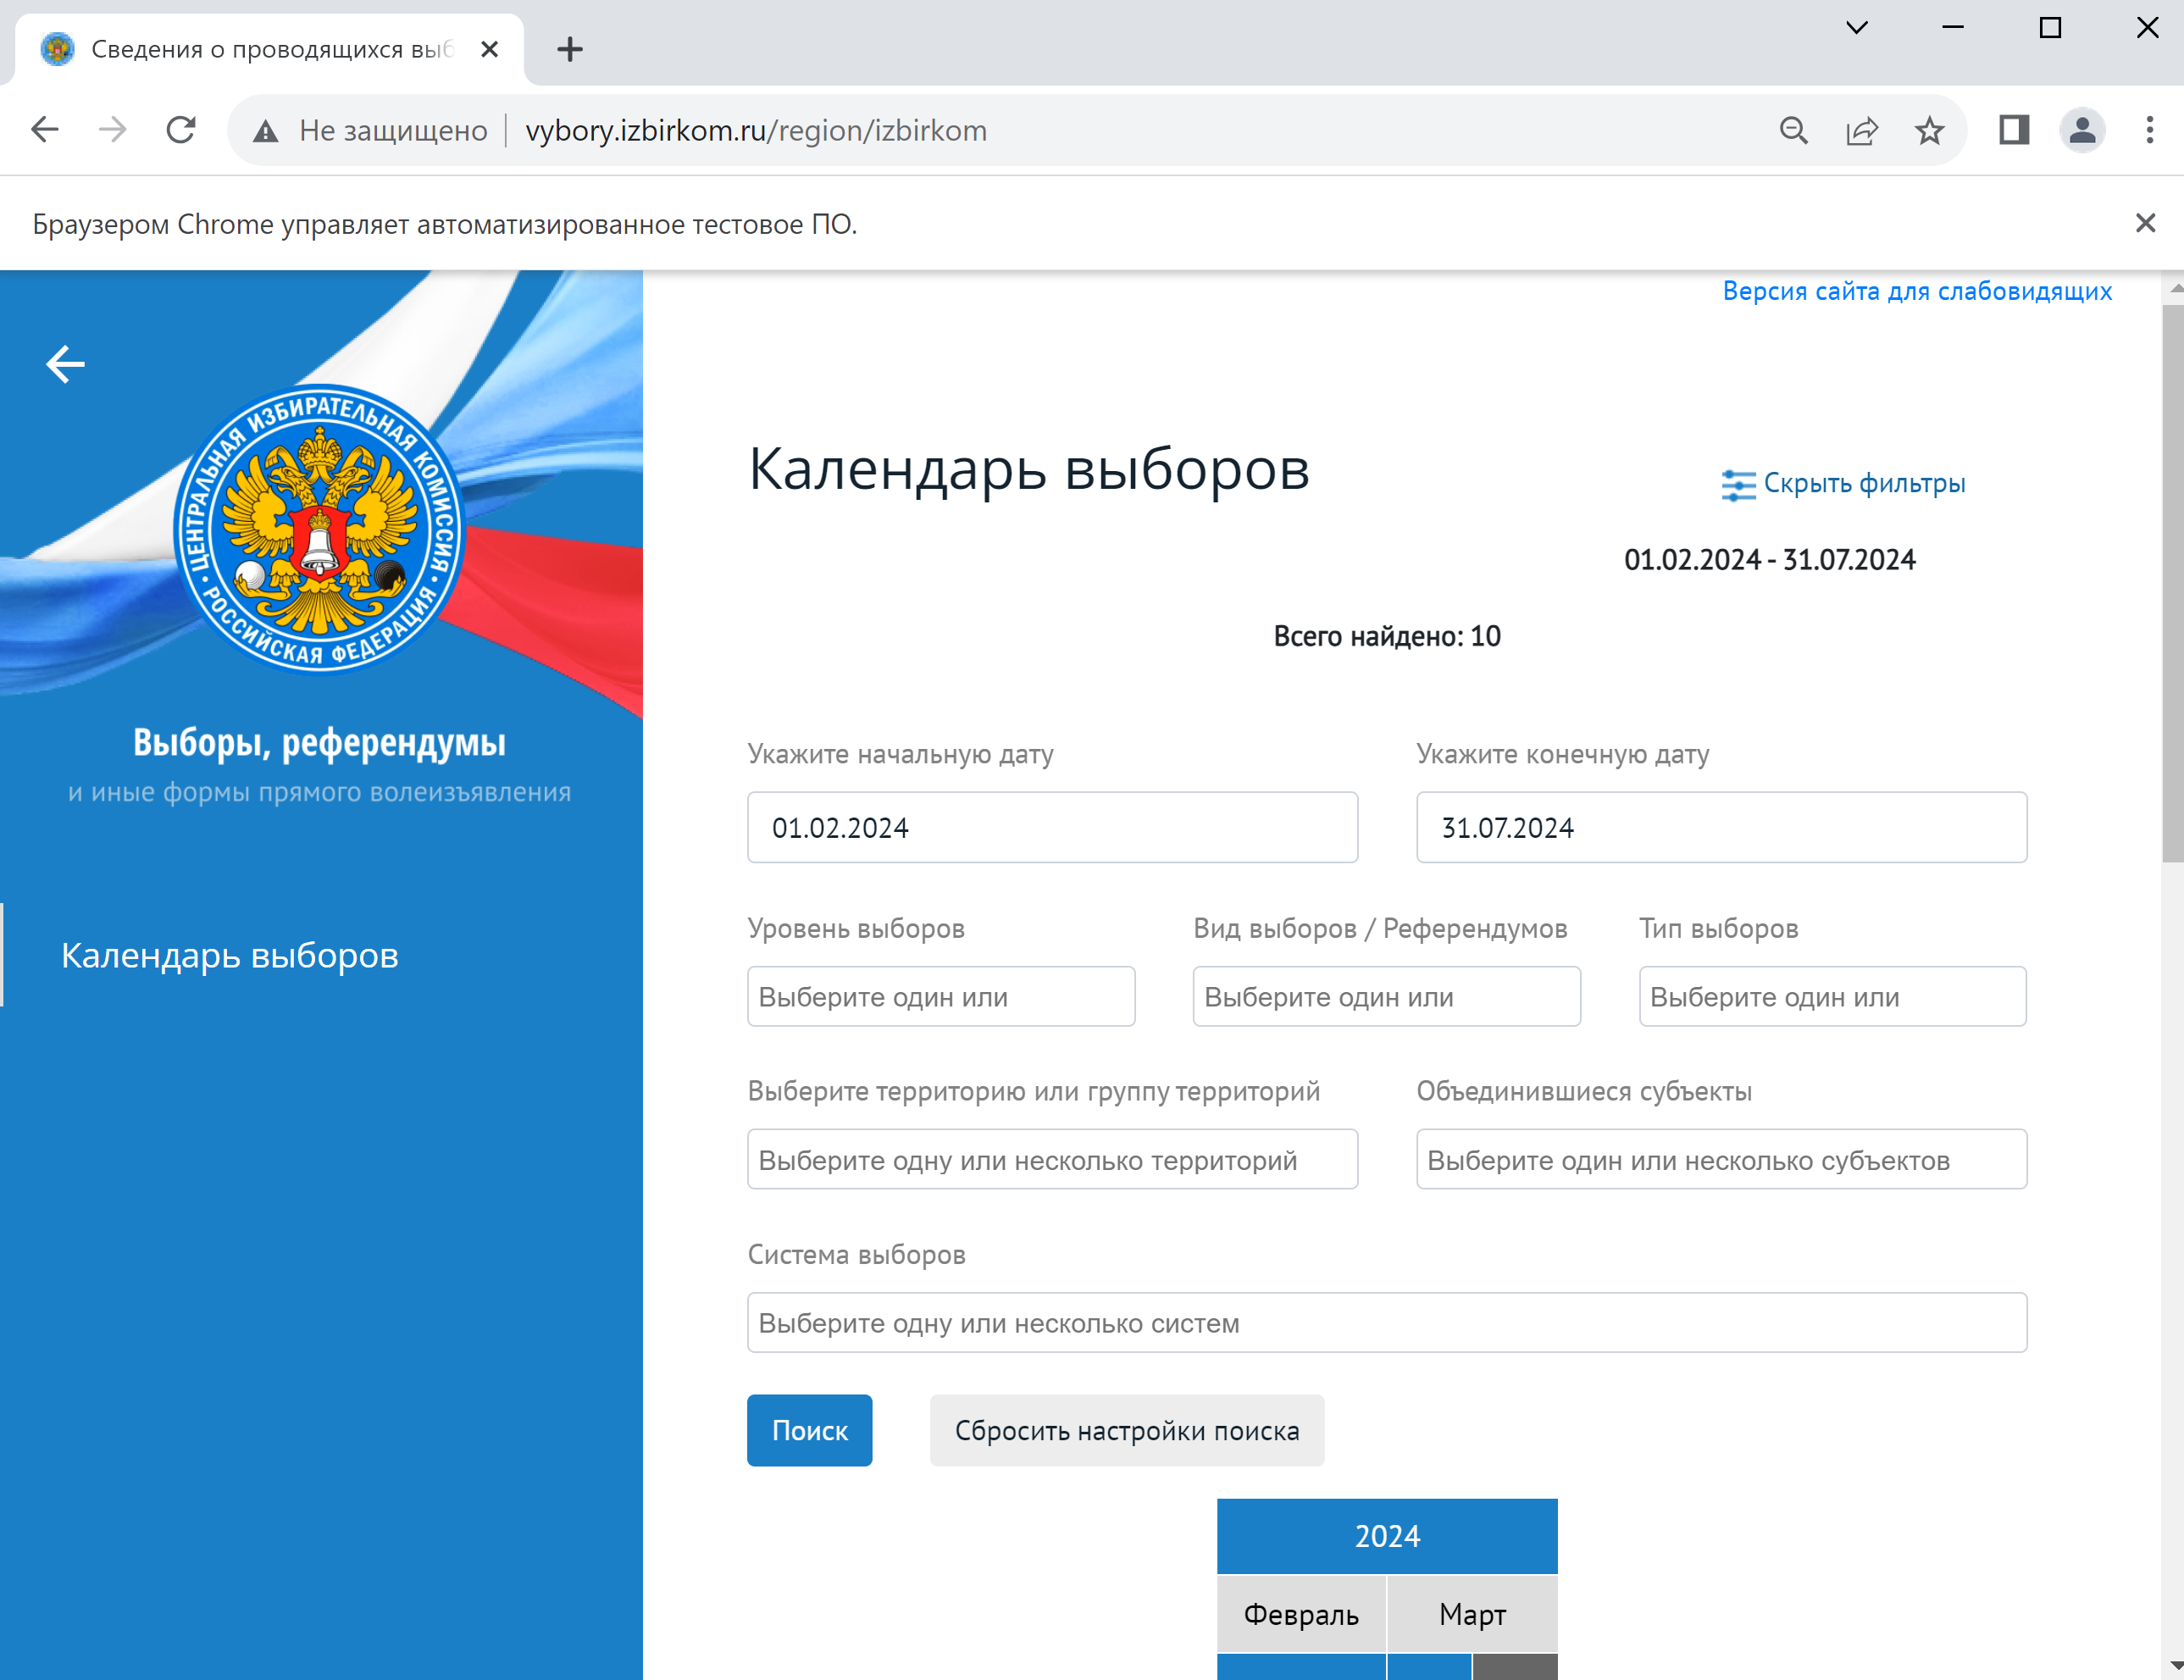 Сведения о проводящихся выб
Не защищено
vybory.izbirkom.ru/region/izbirkom
Браузером Chrome управляет автоматизированное тестовое ПО.
Версия сайта для слабовидящих
ЦЕНТРАЛЬНАЯ ИЗБИРАТЕЛЬНАЯ КОМИССИЯ
• РОССИЙСКАЯ ФЕДЕРАЦИЯ •
Выборы, референдумы
и иные формы прямого волеизъявления
Календарь выборов
Календарь выборов
Скрыть фильтры
01.02.2024 - 31.07.2024
Всего найдено: 10
Укажите начальную дату
Укажите конечную дату
01.02.2024
31.07.2024
Уровень выборов
Вид выборов / Референдумов
Тип выборов
Выберите один или
Выберите один или
Выберите один или
Выберите территорию или группу территорий
Объединившиеся субъекты
Выберите одну или несколько территорий
Выберите один или несколько субъектов
Система выборов
Выберите одну или несколько систем
Поиск
Сбросить настройки поиска
2024
Февраль
Март